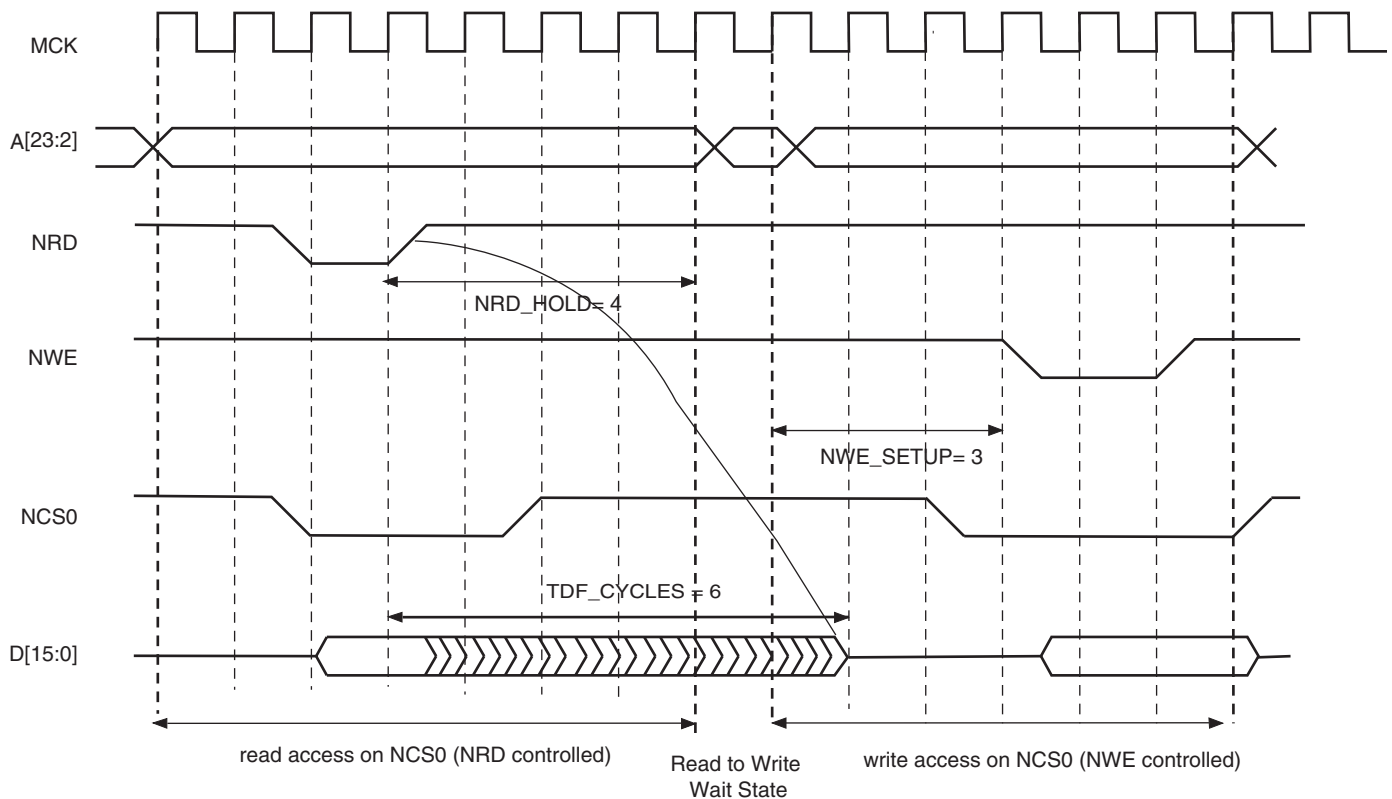 MCK
A[23:2]
NRD
NRD_HOLD= 4
NWE
NWE_SETUP= 3
NCS0
TDF_CYCLES = 6
D[15:0]
read access on NCS0 (NRD controlled)
Read to Write
Wait State
write access on NCS0 (NWE controlled)